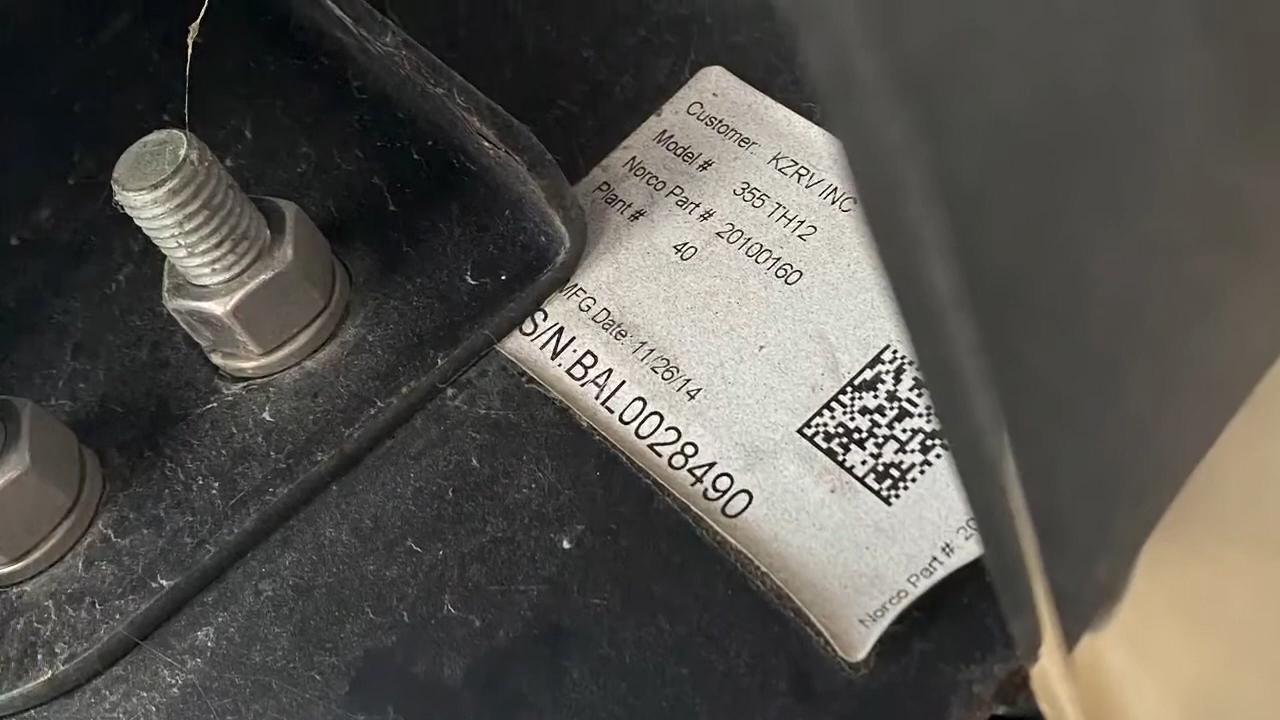 Customer: KZRV INC
Model # 355 TH12
Norco Part # 20100160
Plant # 40
MFG Date: 11/26/14
S/N:BAL0028490
Norco Part #: 20